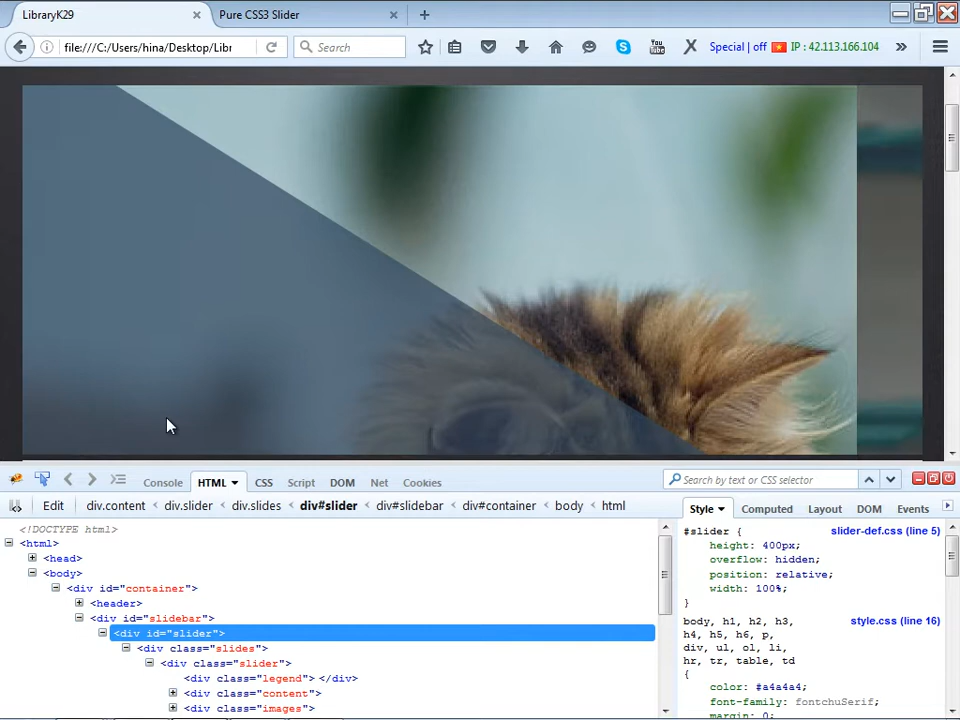 LibraryK29
Pure CSS3 Slider
file:///C:/Users/hina/Desktop/Libr
Search
You
Tube
Special | off
IP : 42.113.166.104
Console
HTML
CSS
Script
DOM
Net
Cookies
Search by text or CSS selector
Edit
div.content < div.slider < div.slides < div#slider < div#slidebar < div#container < body < html
Style
Computed
Layout
DOM
Events
<!DOCTYPE html>
<html>
<head>
<body>
<div id="container">
<header>
<div id="slidebar">
<div id="slider">
<div class="slides">
<div class="slider">
<div class="legend"> </div>
<div class="content">
<div class="images">
#slider {
slider-def.css (line 5)
height: 400px;
overflow: hidden;
position: relative;
width: 100%;
}
body, h1, h2, h3,
style.css (line 16)
h4, h5, h6, p,
div, ul, ol, li,
hr, tr, table, td
{
color: #a4a4a4;
font-family: fontchuSerif;
margin: 0;